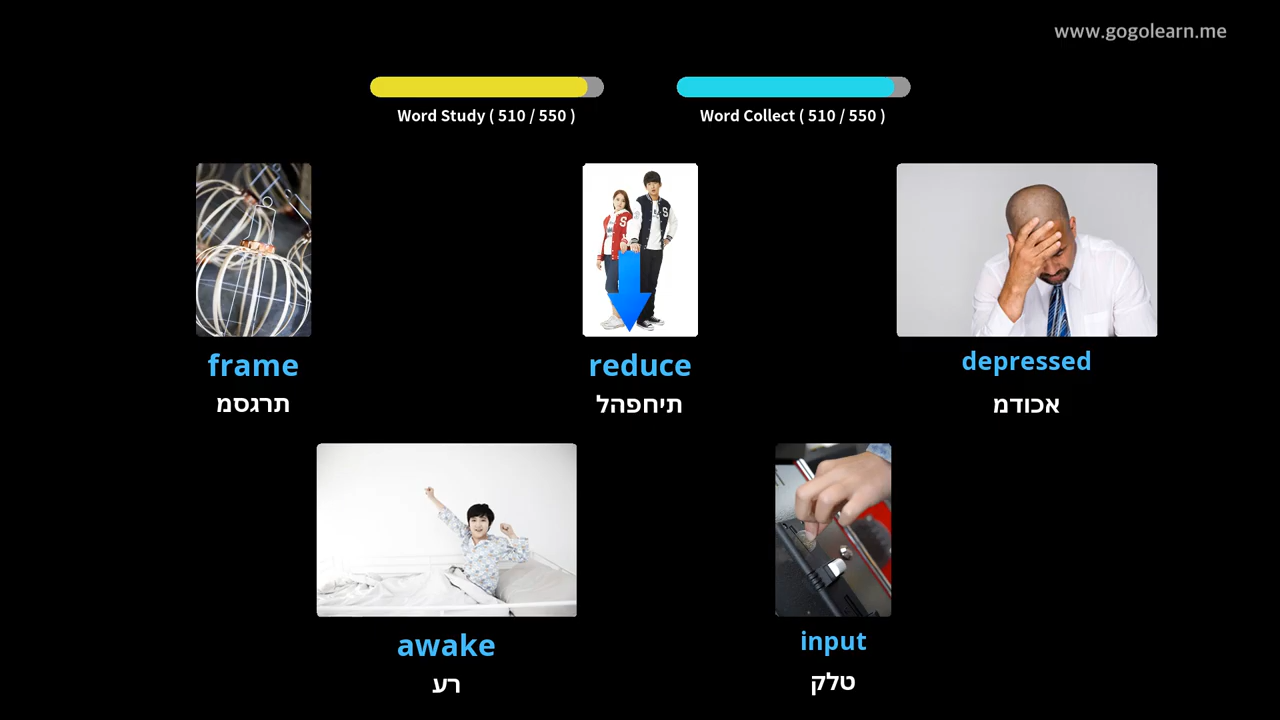 www.gogolearn.me
Word Study ( 510 / 550 )
Word Collect ( 510 / 550 )
frame
תרגסמ
reduce
תיחפהל
depressed
אכודמ
awake
רע
input
טלק